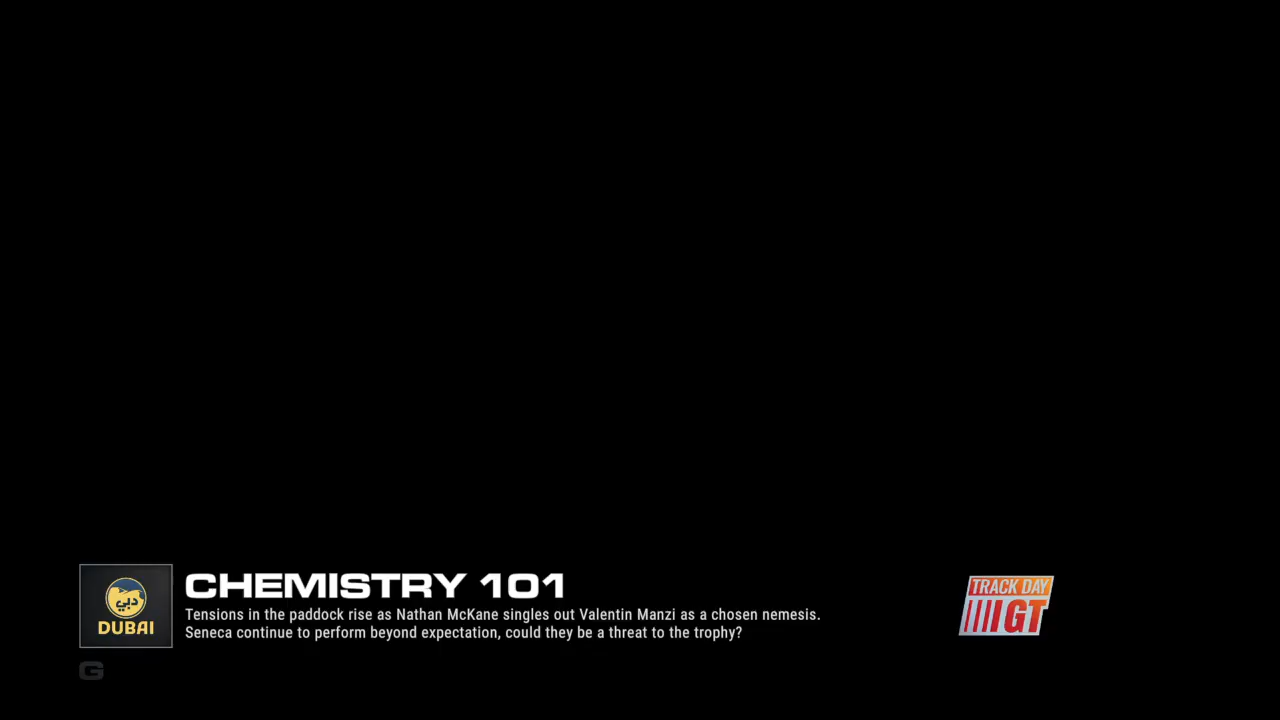 CHEMISTRY 101
Tensions in the paddock rise as Nathan McKane singles out Valentin Manzi as a chosen nemesis.
Seneca continue to perform beyond expectation, could they be a threat to the trophy?
دبي
DUBAI
TRACK DAY
GT
G